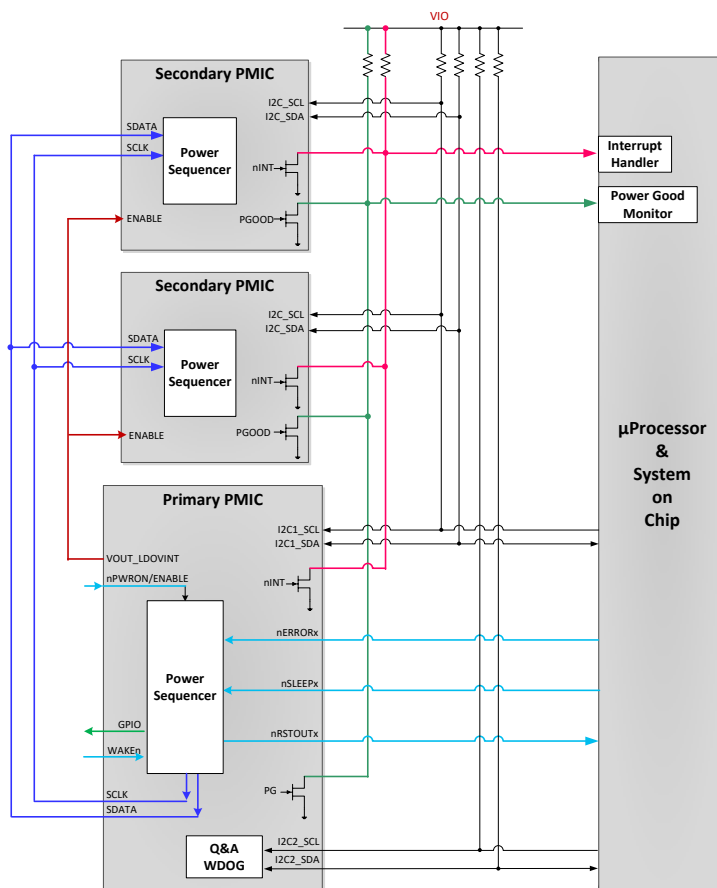 VIO
Secondary PMIC
I2C_SCL
I2C_SDA
SDATA
SCLK
Power
Sequencer
nINT
PGOOD
ENABLE
Interrupt
Handler
Power Good
Monitor
Secondary PMIC
I2C_SCL
I2C_SDA
SDATA
SCLK
Power
Sequencer
nINT
PGOOD
ENABLE
µProcessor
&
System
on
Chip
Primary PMIC
I2C1_SCL
I2C1_SDA
VOUT_LDOVINT
nPWRON/ENABLE
nINT
nERRORx
Power
Sequencer
nSLEEPx
GPIO
nRSTOUTx
WAKEn
SCLK
SDATA
PG
Q&A
WDOG
I2C2_SCL
I2C2_SDA